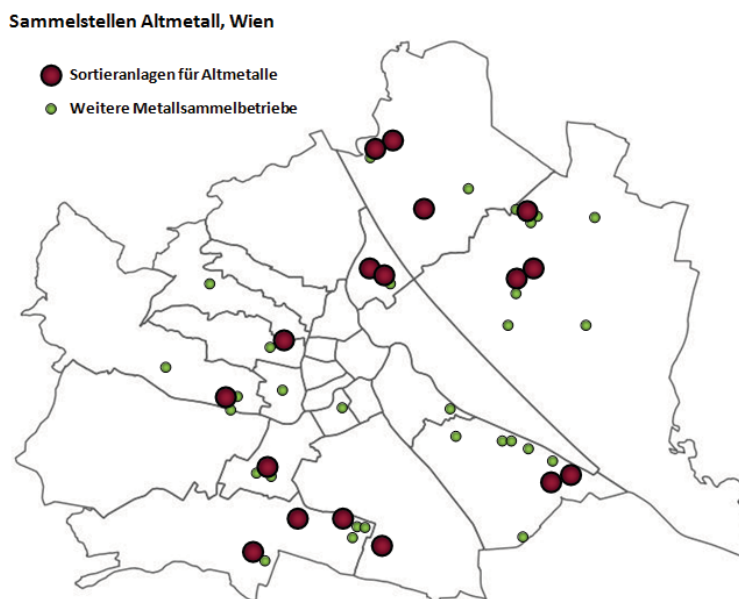 Sammelstellen Altmetall, Wien
Sortieranlagen für Altmetalle
Weitere Metallsammelbetriebe